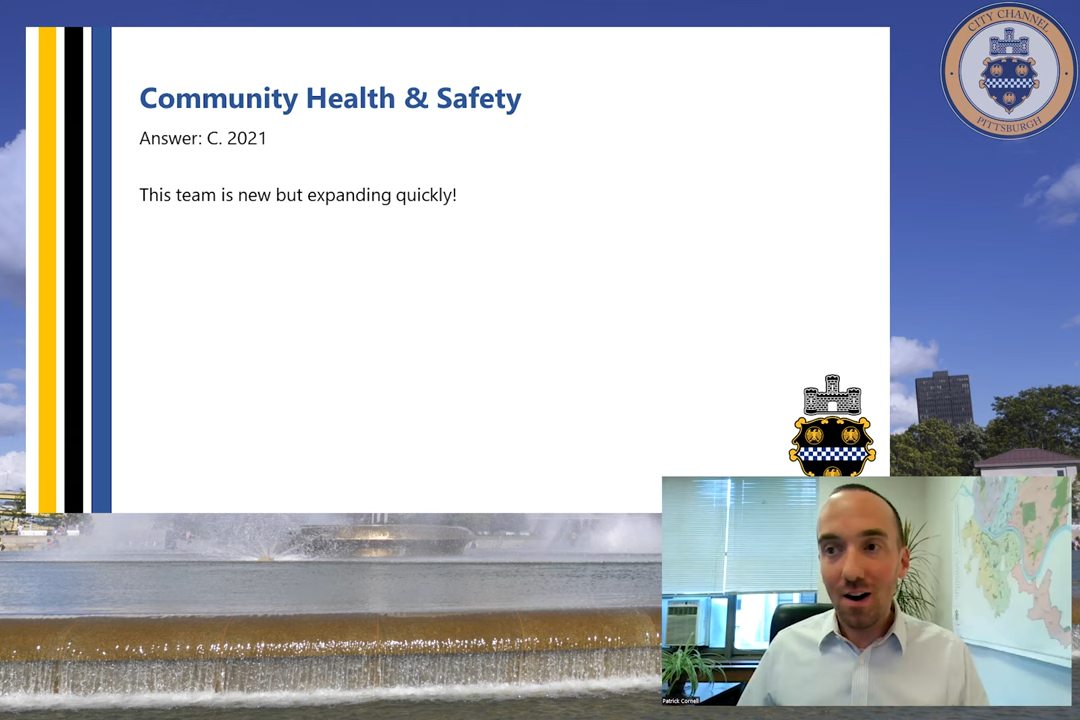 Community Health & Safety
Answer: C. 2021
This team is new but expanding quickly!
CITY CHANNEL
PITTSBURGH
Patrick Cornell